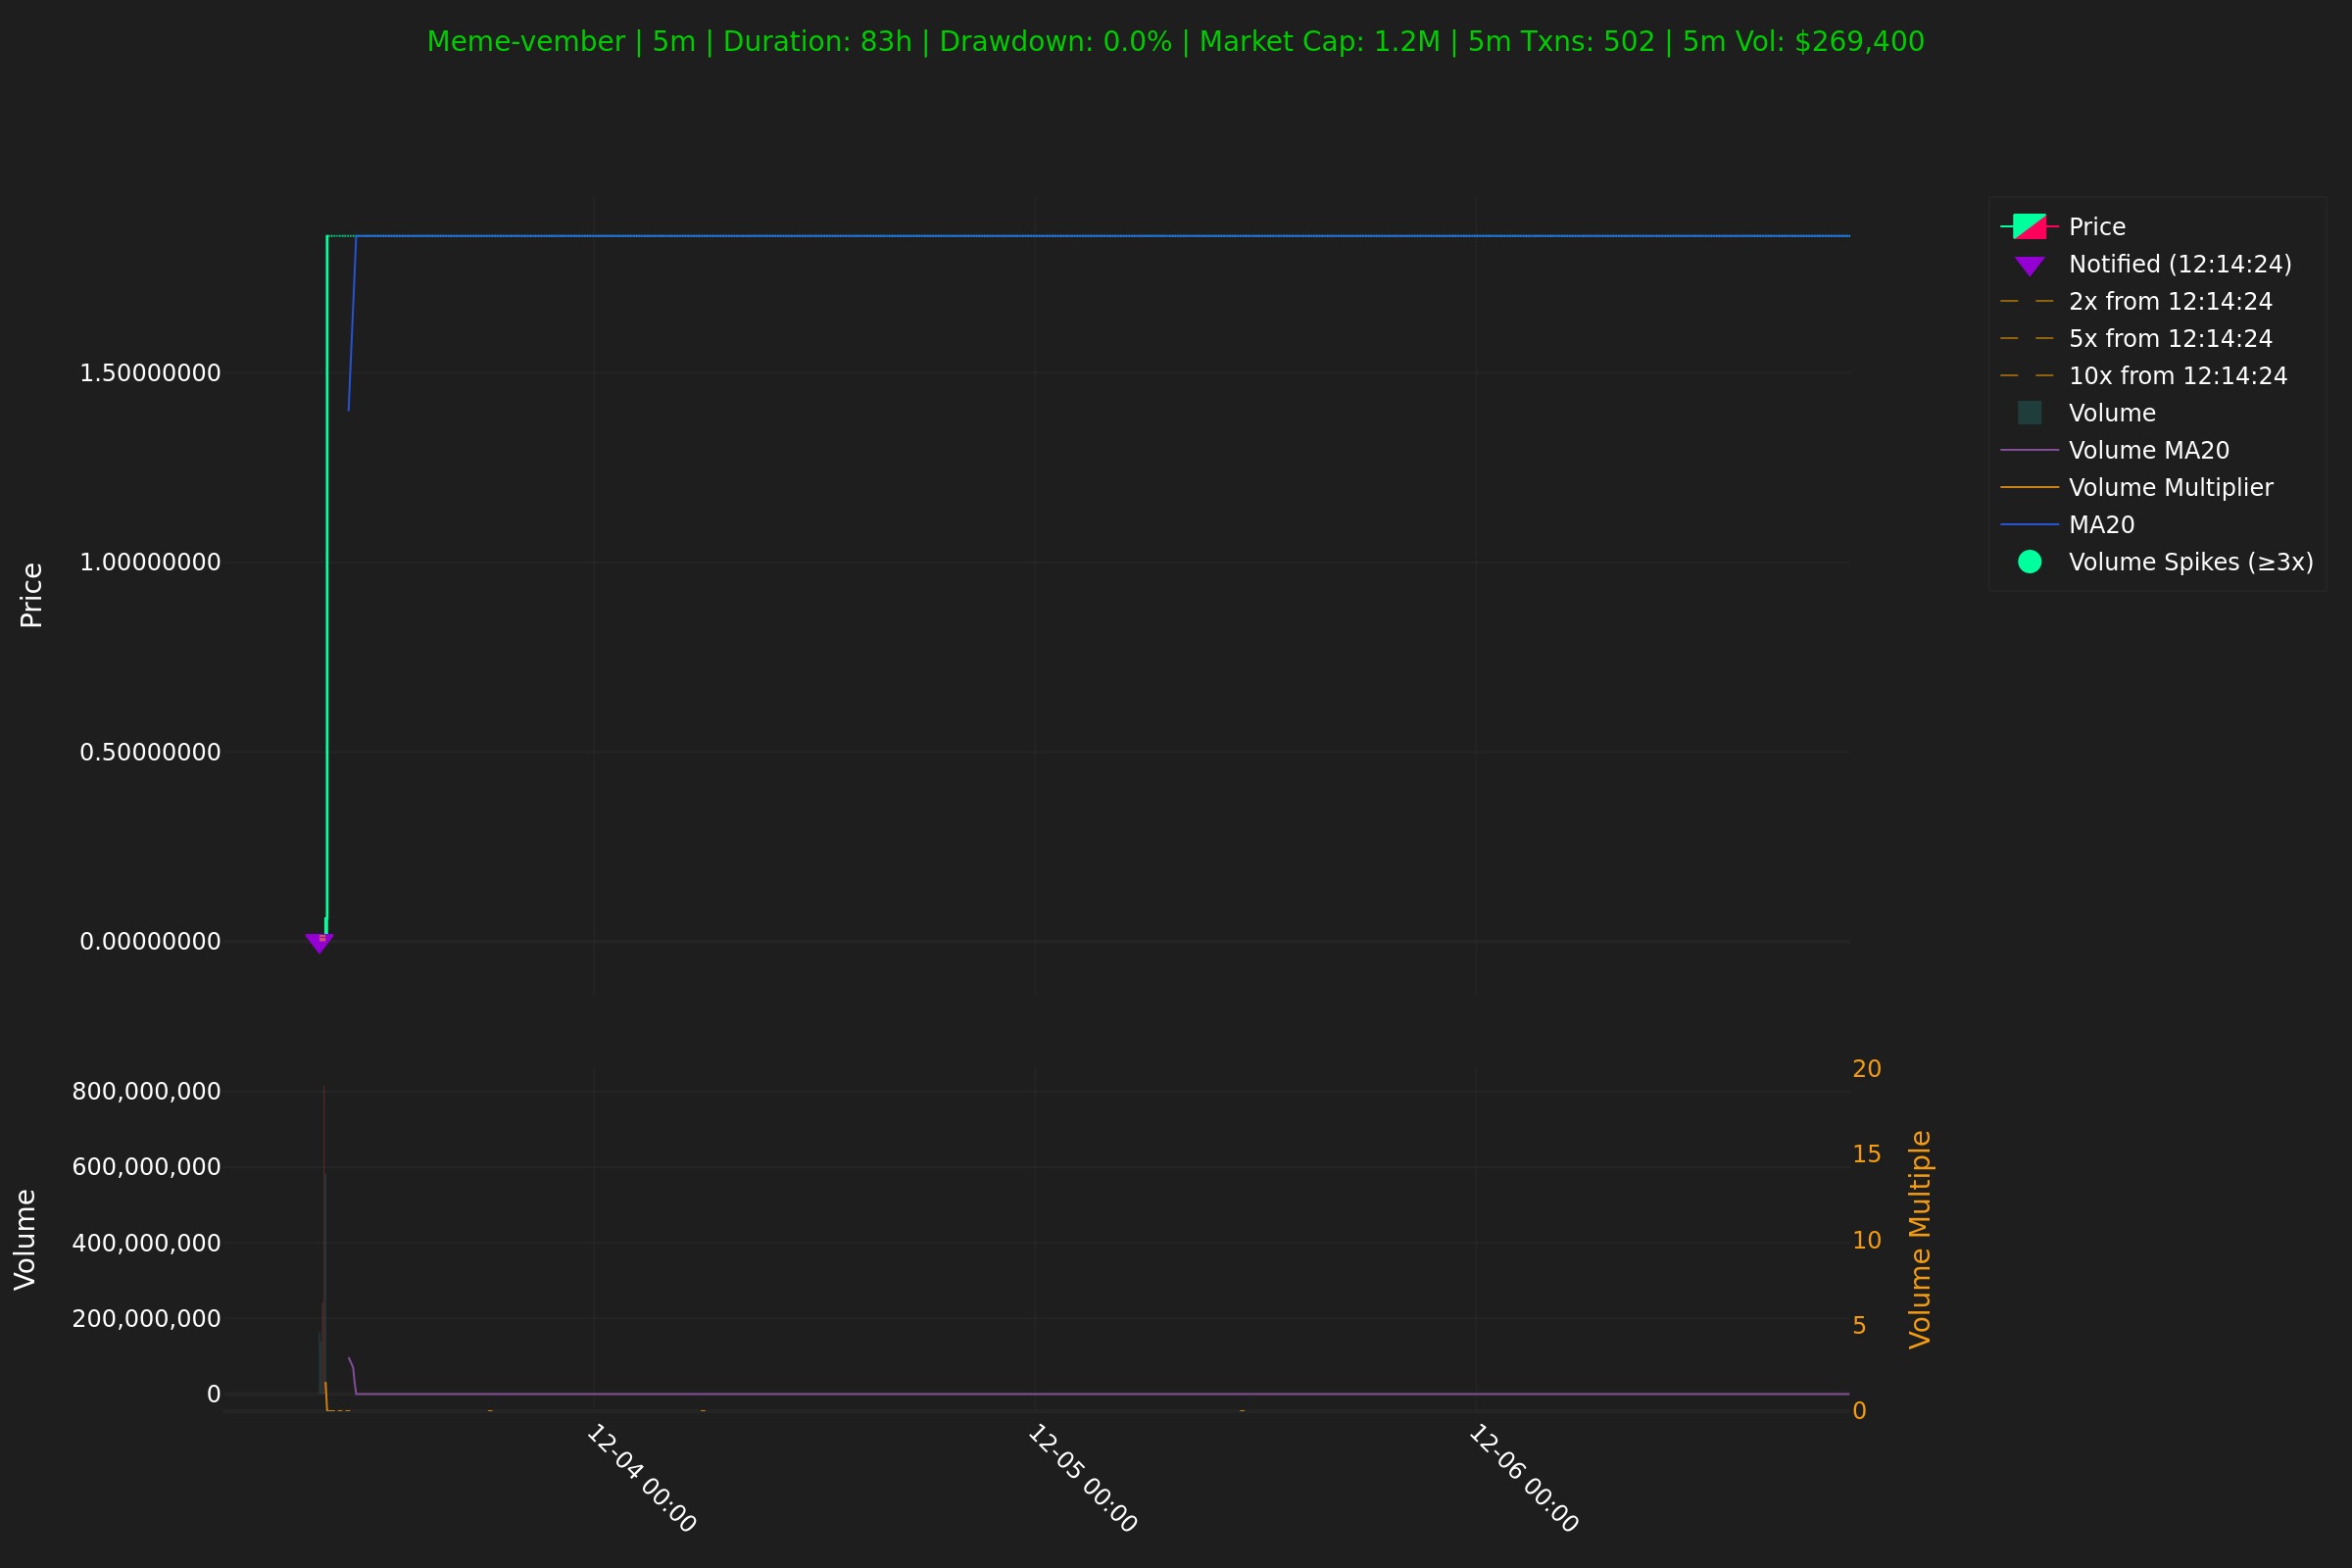 Meme-vember | 5m | Duration: 83h | Drawdown: 0.0% | Market Cap: 1.2M | 5m Txns: 502 | 5m Vol: $269,400
Price
1.50000000
1.00000000
0.50000000
0.00000000
Price
Notified (12:14:24)
2x from 12:14:24
5x from 12:14:24
10x from 12:14:24
Volume
Volume MA20
Volume Multiplier
MA20
Volume Spikes (≥3x)
Volume
800,000,000
600,000,000
400,000,000
200,000,000
0
20
15
10
5
0
Volume Multiple
12-04 00:00
12-05 00:00
12-06 00:00